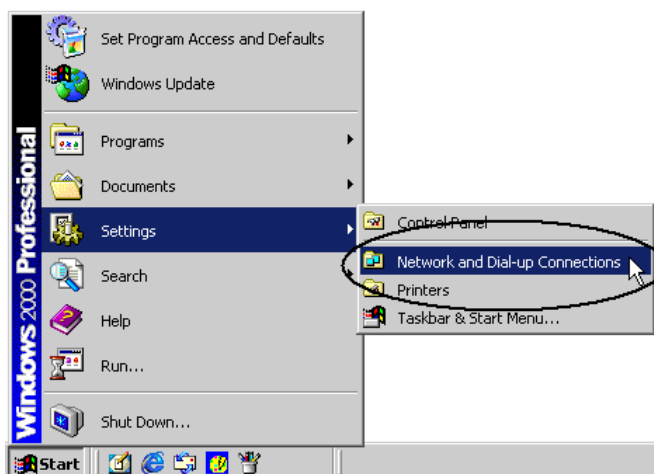 Set Program Access and Defaults
Windows Update
Programs
Documents
Settings
Search
Help
Run...
Shut Down...
Windows 2000 Professional
Control Panel
Network and Dial-up Connections
Printers
Taskbar & Start Menu...
Start